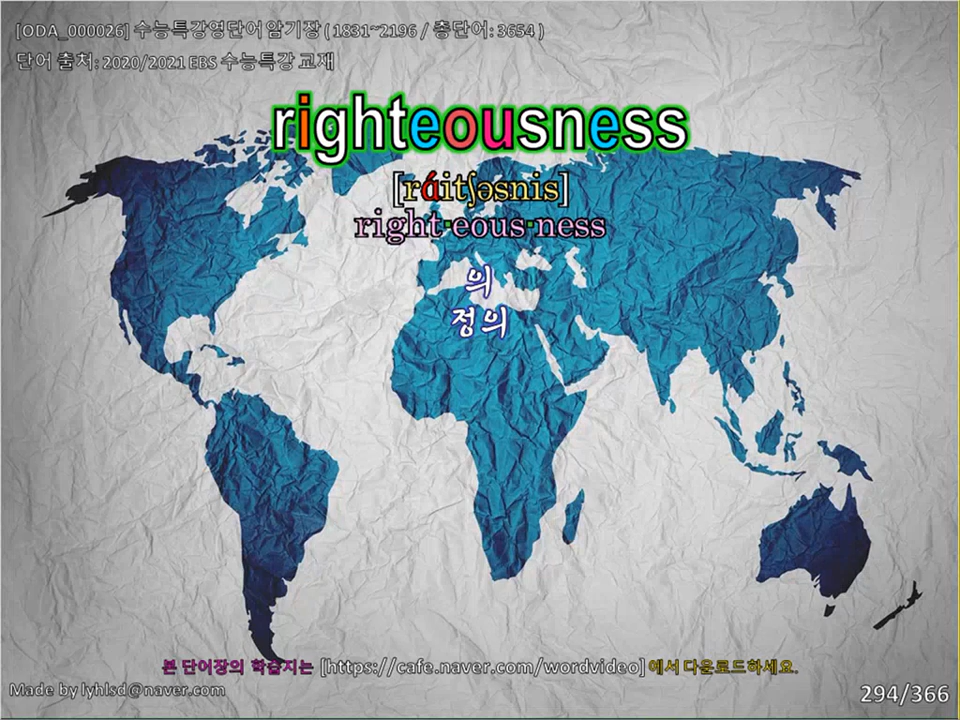 [ODA_000026] 수능특강영단어 암기장 ( 1831~2196 / 총단어: 3654 )
단어 출처: 2020/2021 EBS 수능특강 교재
righteousness
[ráitʃəsnis]
right·eous·ness
의
정의
본 단어장의 학습지는 [https://cafe.naver.com/wordvideo] 에서 다운로드하세요.
Made by lyhlsd@naver.com
294/366